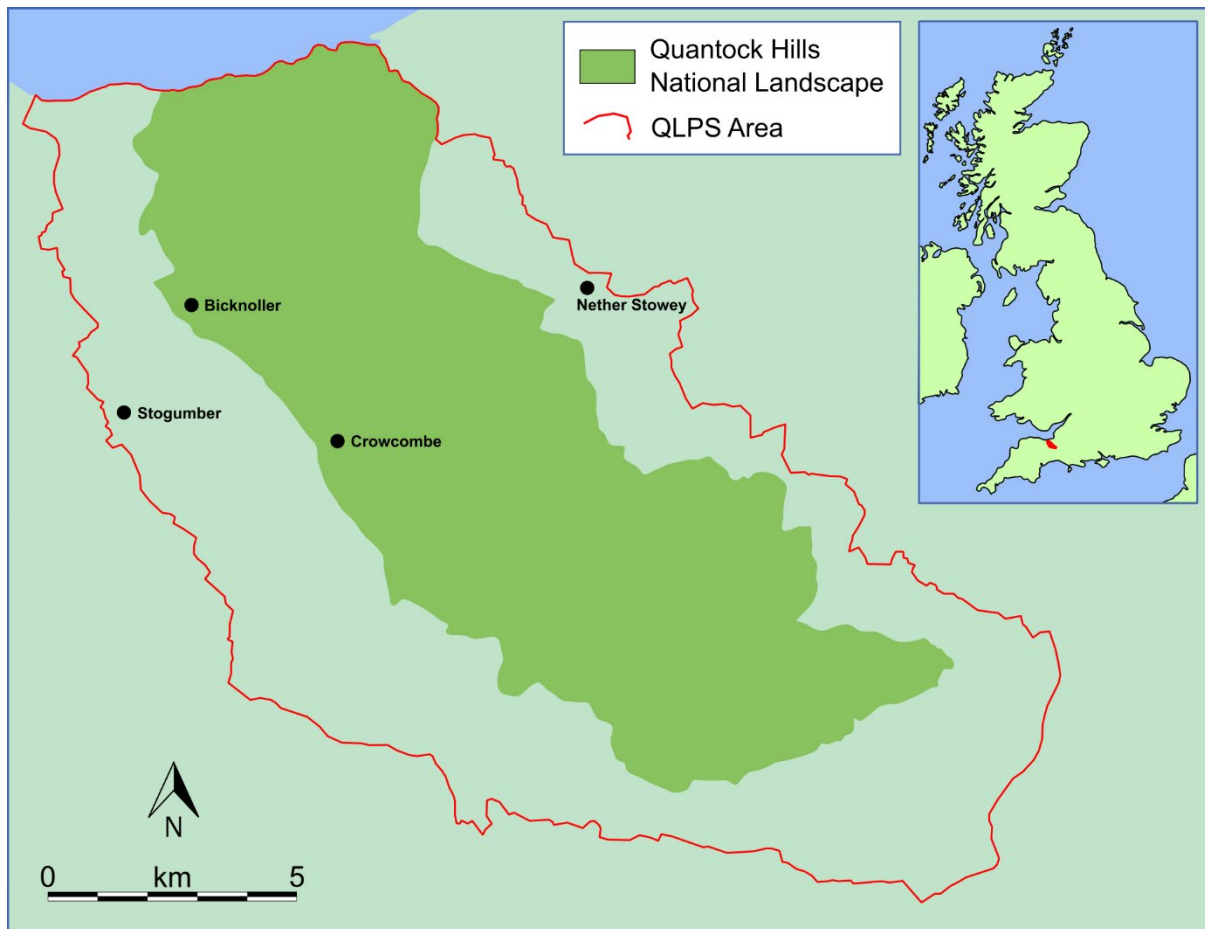 Quantock Hills
National Landscape
QLPS Area
Bicknoller
Nether Stowey
Stogumber
Crowcombe
N
0 km 5